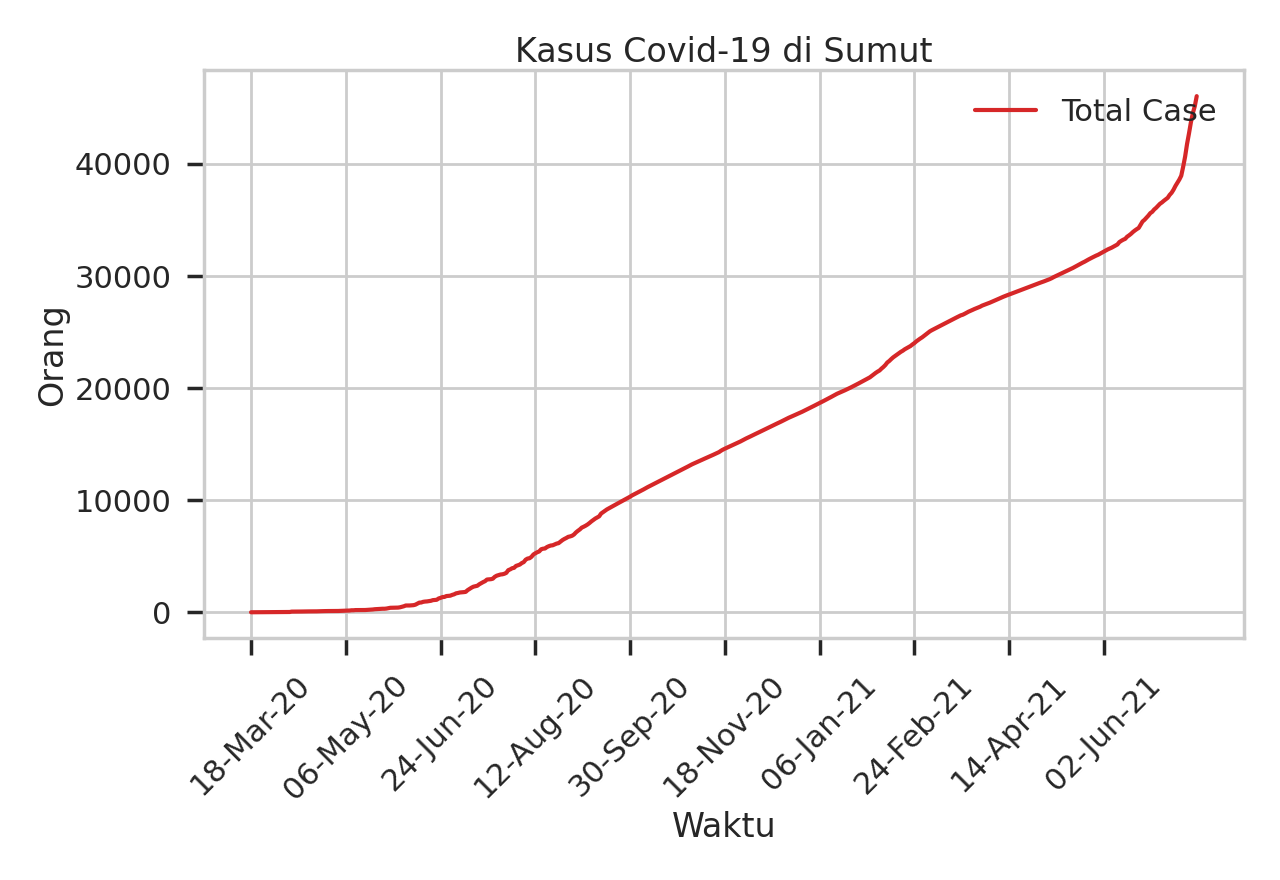 Kasus Covid-19 di Sumut
Total Case
Orang
40000
30000
20000
10000
0
18-Mar-20
06-May-20
24-Jun-20
12-Aug-20
30-Sep-20
18-Nov-20
06-Jan-21
24-Feb-21
14-Apr-21
02-Jun-21
Waktu